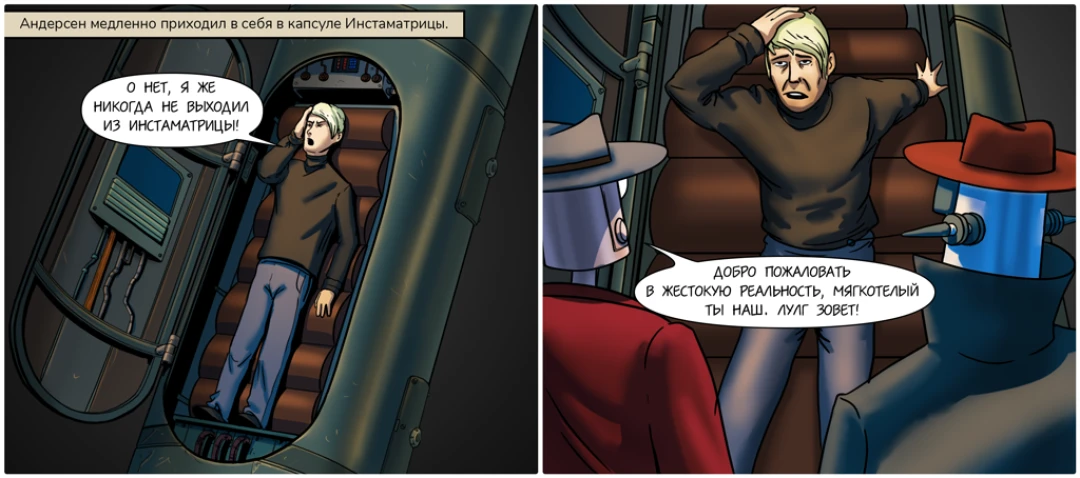 Андерсен медленно приходил в себя в капсуле Инстаматрицы.
О НЕТ, Я ЖЕ
НИКОГДА НЕ ВЫХОДИЛ
ИЗ ИНСТАМАТРИЦЫ!
ДОБРО ПОЖАЛОВАТЬ
В ЖЕСТОКУЮ РЕАЛЬНОСТЬ, МЯГКОТЕЛЫЙ
ТЫ НАШ. ЛУЛГ ЗОВЕТ!